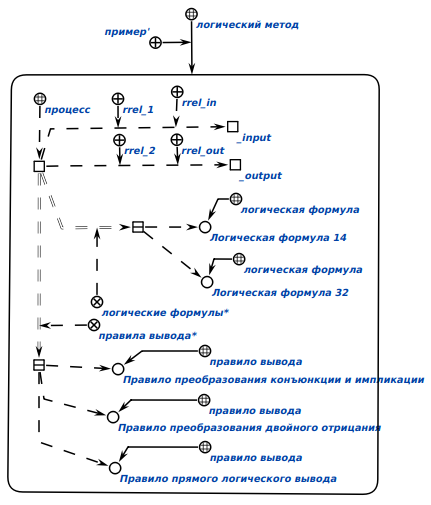 логический метод
пример'
процесс
rrel_1
rrel_in
_input
rrel_2
rrel_out
_output
логическая формула
Логическая формула 14
логическая формула
Логическая формула 32
логические формулы*
правила вывода*
правило вывода
Правило преобразования конъюнкции и импликации
правило вывода
Правило преобразования двойного отрицания
правило вывода
Правило прямого логического вывода